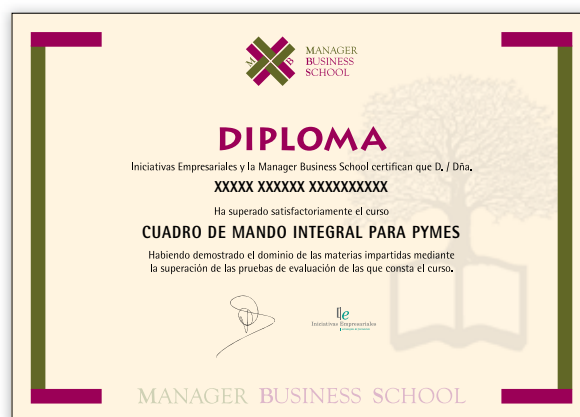 M B
MANAGER
BUSINESS
SCHOOL
DIPLOMA
Iniciativas Empresariales y la Manager Business School certifican que D. / Dña.
XXXXX XXXXXX XXXXXXXXXX
Ha superado satisfactoriamente el curso
CUADRO DE MANDO INTEGRAL PARA PYMES
Habiendo demostrado el dominio de las materias impartidas mediante
la superación de las pruebas de evaluación de las que consta el curso.
Ile
Iniciativas Empresariales
MANAGER BUSINESS SCHOOL